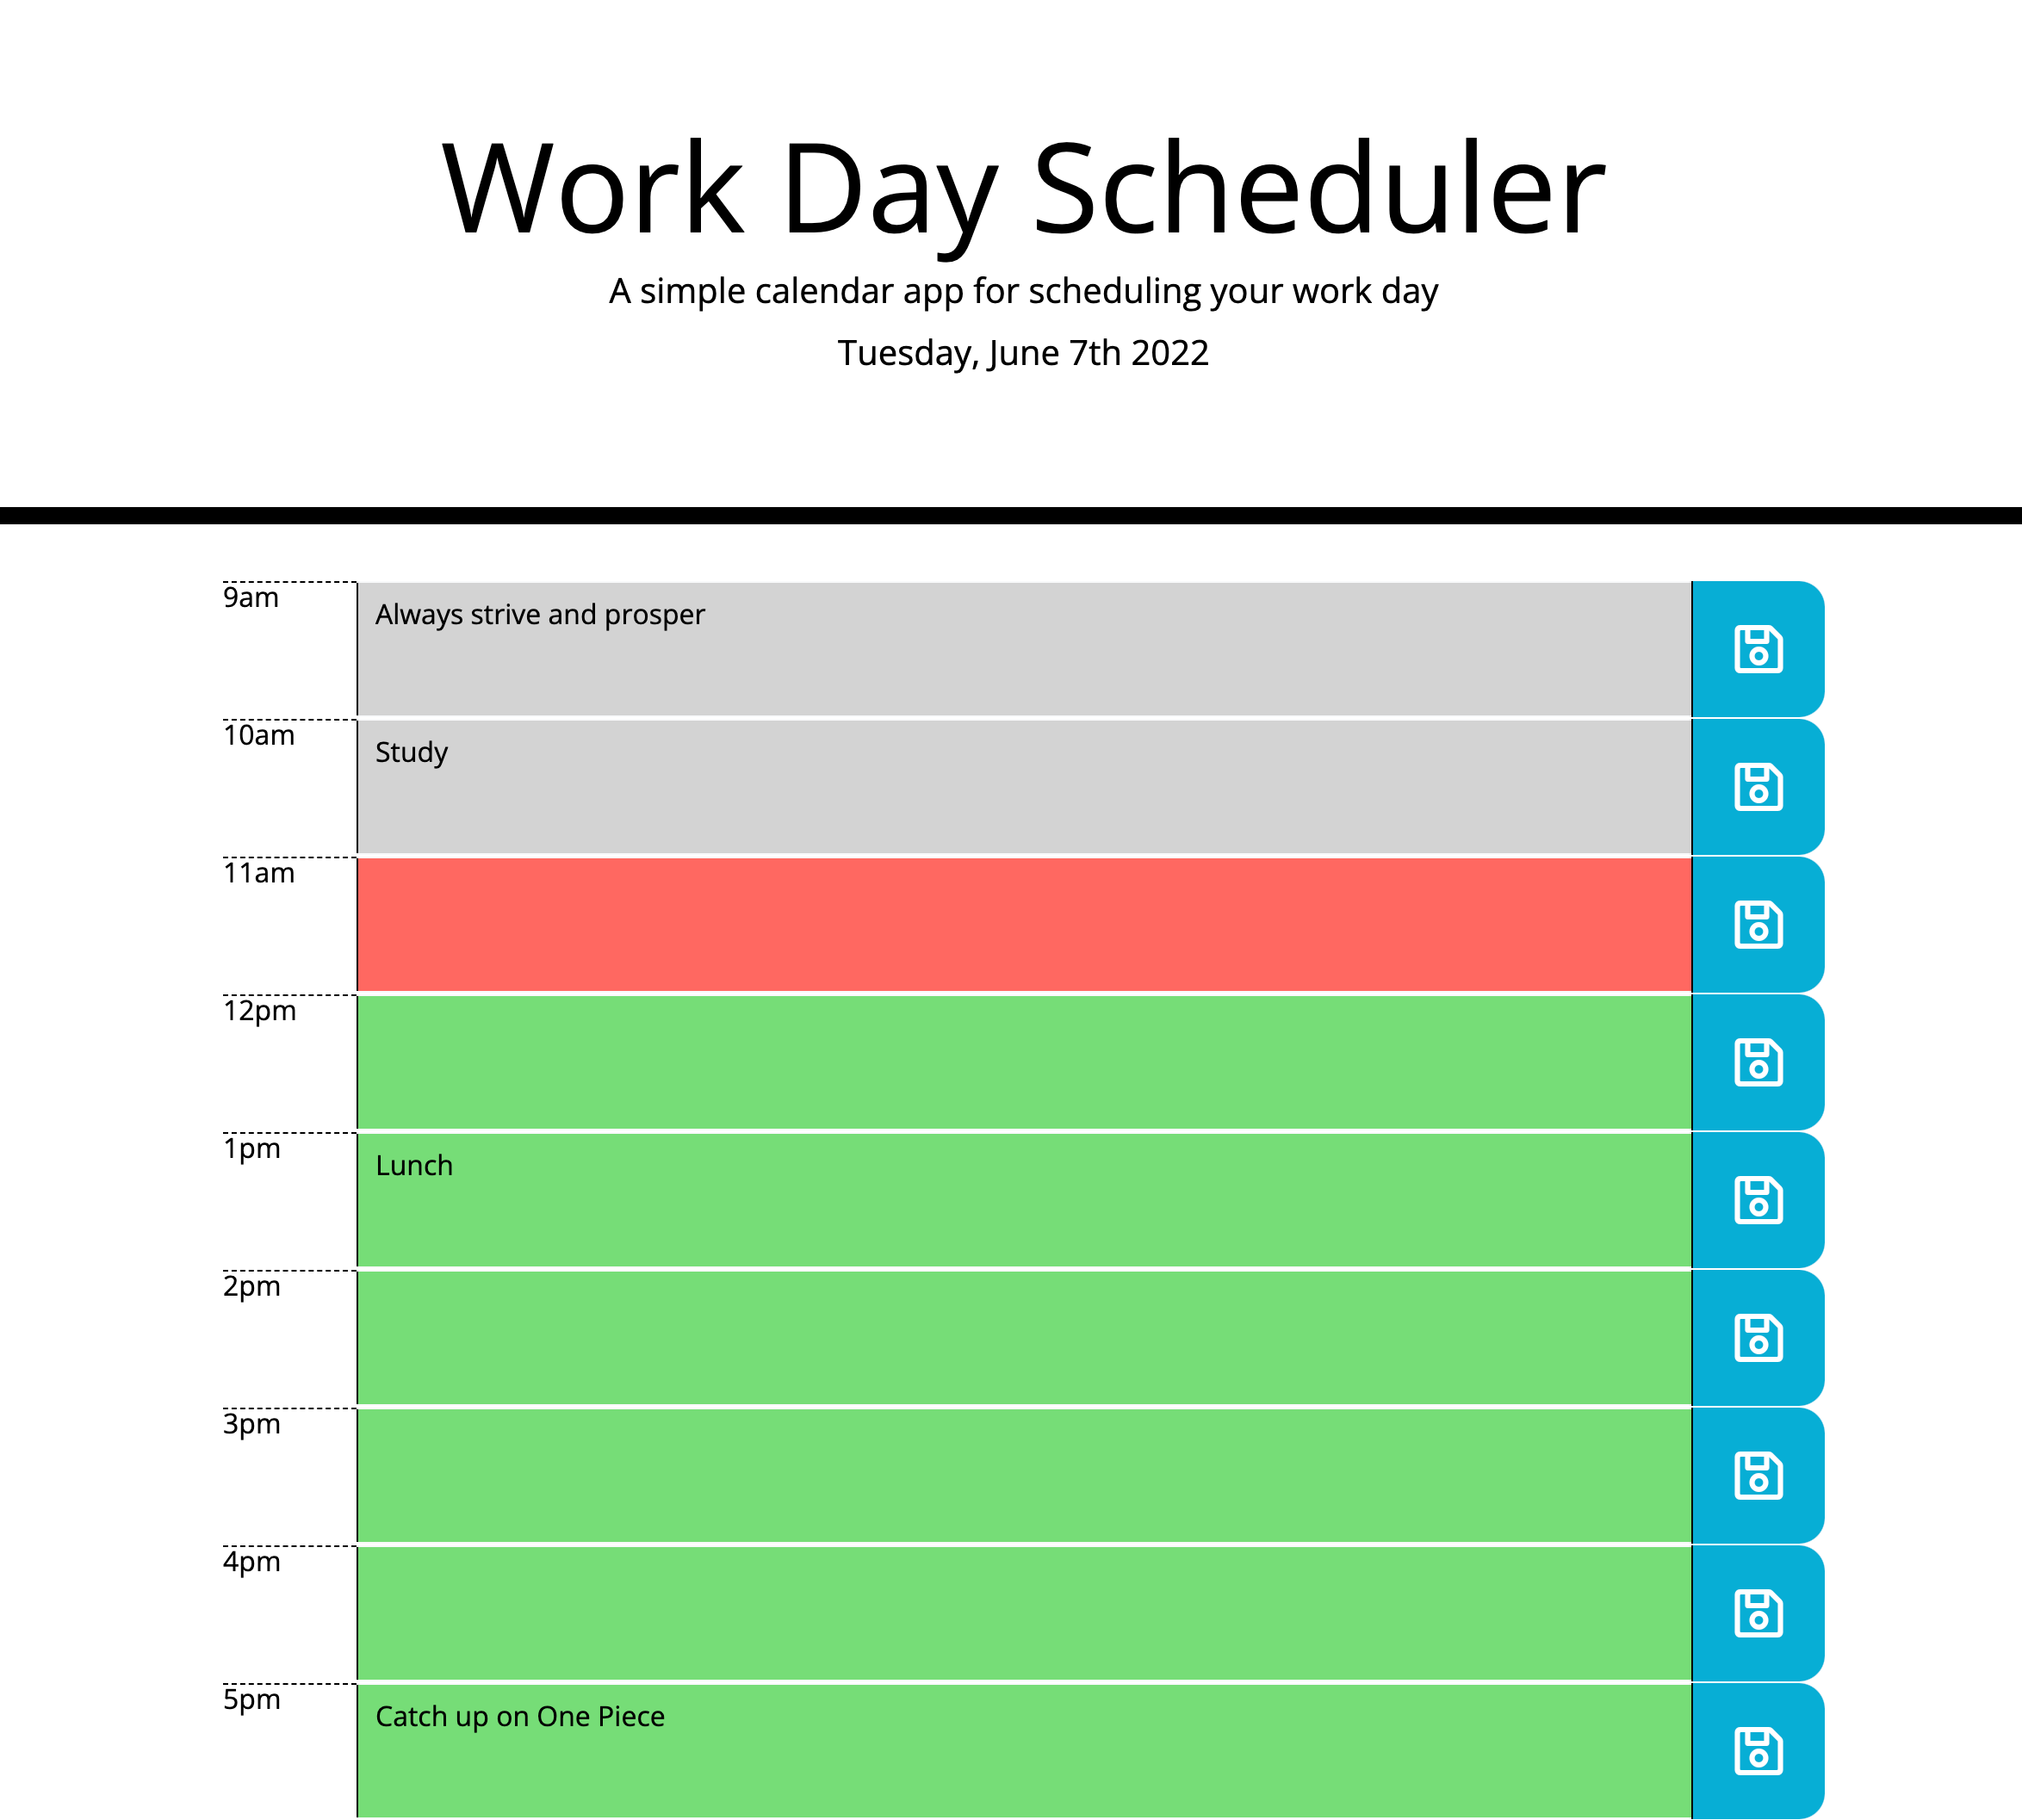 Work Day Scheduler
A simple calendar app for scheduling your work day
Tuesday, June 7th 2022
9am
Always strive and prosper
10am
Study
11am
12pm
1pm
Lunch
2pm
3pm
4pm
5pm
Catch up on One Piece